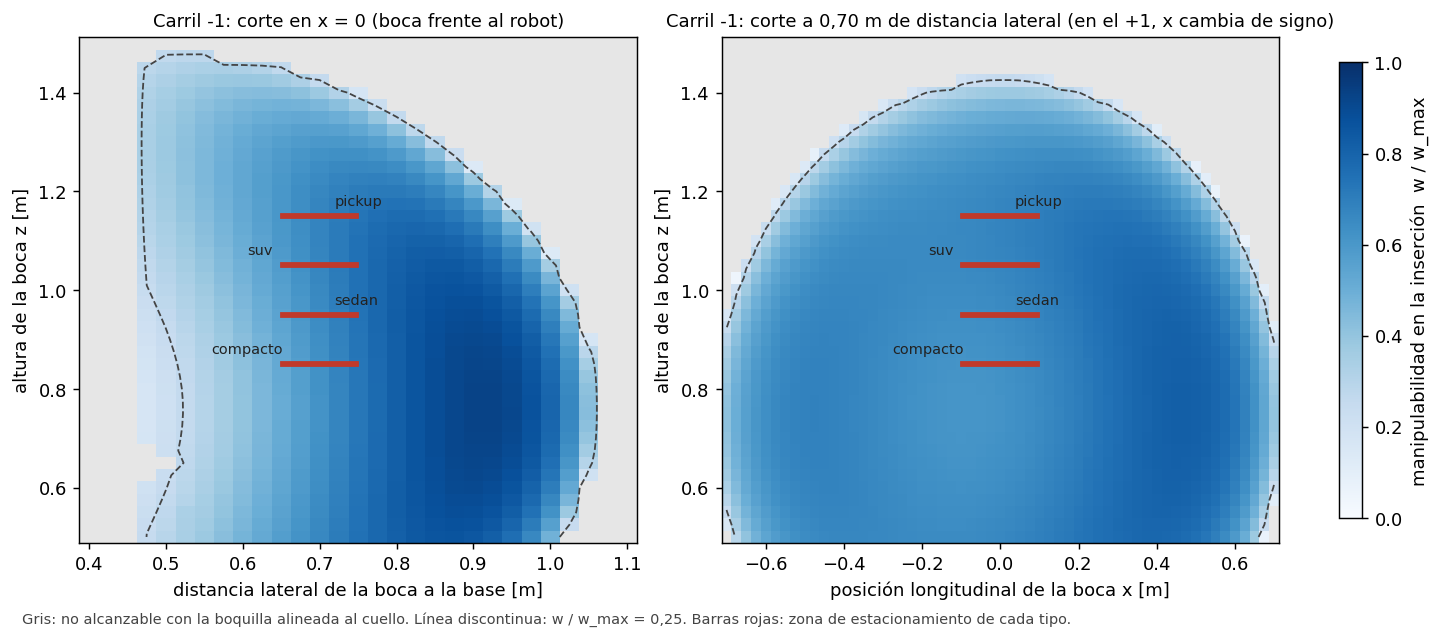 Carril -1: corte en x = 0 (boca frente al robot)
Carril -1: corte a 0,70 m de distancia lateral (en el +1, x cambia de signo)
altura de la boca z [m]
1.4
1.2
1.0
0.8
0.6
pickup
suv
sedan
compacto
0.4 0.5 0.6 0.7 0.8 0.9 1.0 1.1
distancia lateral de la boca a la base [m]
altura de la boca z [m]
1.4
1.2
1.0
0.8
0.6
pickup
suv
sedan
compacto
−0.6 −0.4 −0.2 0.0 0.2 0.4 0.6
posición longitudinal de la boca x [m]
1.0
0.8
0.6
0.4
0.2
0.0
manipulabilidad en la inserción w / w_max
Gris: no alcanzable con la boquilla alineada al cuello. Línea discontinua: w / w_max = 0,25. Barras rojas: zona de estacionamiento de cada tipo.